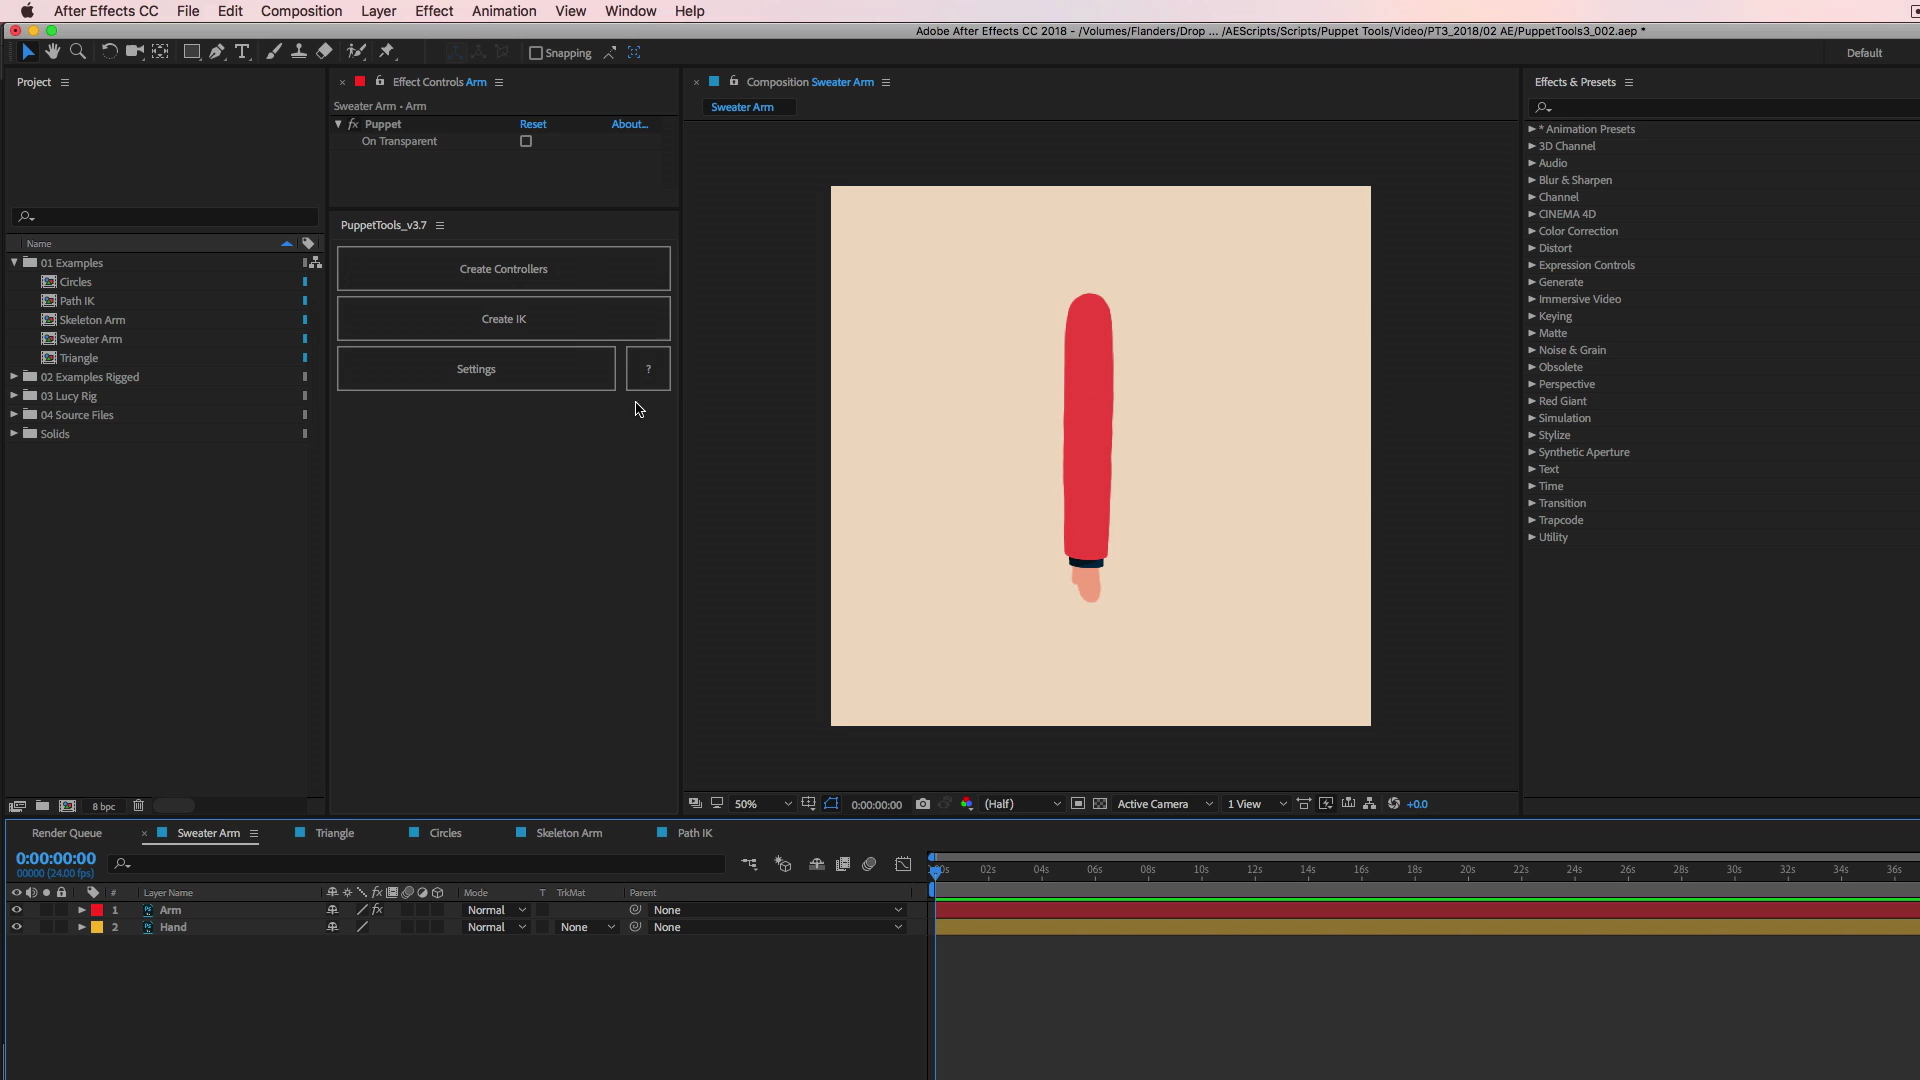 After Effects CC File Edit Composition Layer Effect Animation View Window Help
Adobe After Effects CC 2018 - /Volumes/Flanders/Drop ... /AEScripts/Scripts/Puppet Tools/Video/PT3_2018/02 AE/PuppetTools3_002.aep *
Snapping
Default
Project
Effect Controls Arm
Composition Sweater Arm
Effects & Presets
Sweater Arm • Arm
Sweater Arm
fx Puppet Reset About...
On Transparent
* Animation Presets
3D Channel
Audio
Blur & Sharpen
Channel
CINEMA 4D
Color Correction
Distort
Expression Controls
Generate
Immersive Video
Keying
Matte
Noise & Grain
Obsolete
Perspective
Red Giant
Simulation
Stylize
Synthetic Aperture
Text
Time
Transition
Trapcode
Utility
PuppetTools_v3.7
Create Controllers
Create IK
Settings ?
Name
01 Examples
Circles
Path IK
Skeleton Arm
Sweater Arm
Triangle
02 Examples Rigged
03 Lucy Rig
04 Source Files
Solids
8 bpc
50% 0:00:00:00 (Half) Active Camera 1 View +0.0
Render Queue Sweater Arm Triangle Circles Skeleton Arm Path IK
0:00:00:00
00000 (24.00 fps)
02s 04s 06s 08s 10s 12s 14s 16s 18s 20s 22s 24s 26s 28s 30s 32s 34s 36s
# Layer Name fx Mode T TrkMat Parent
1 Arm fx Normal None
2 Hand Normal None None